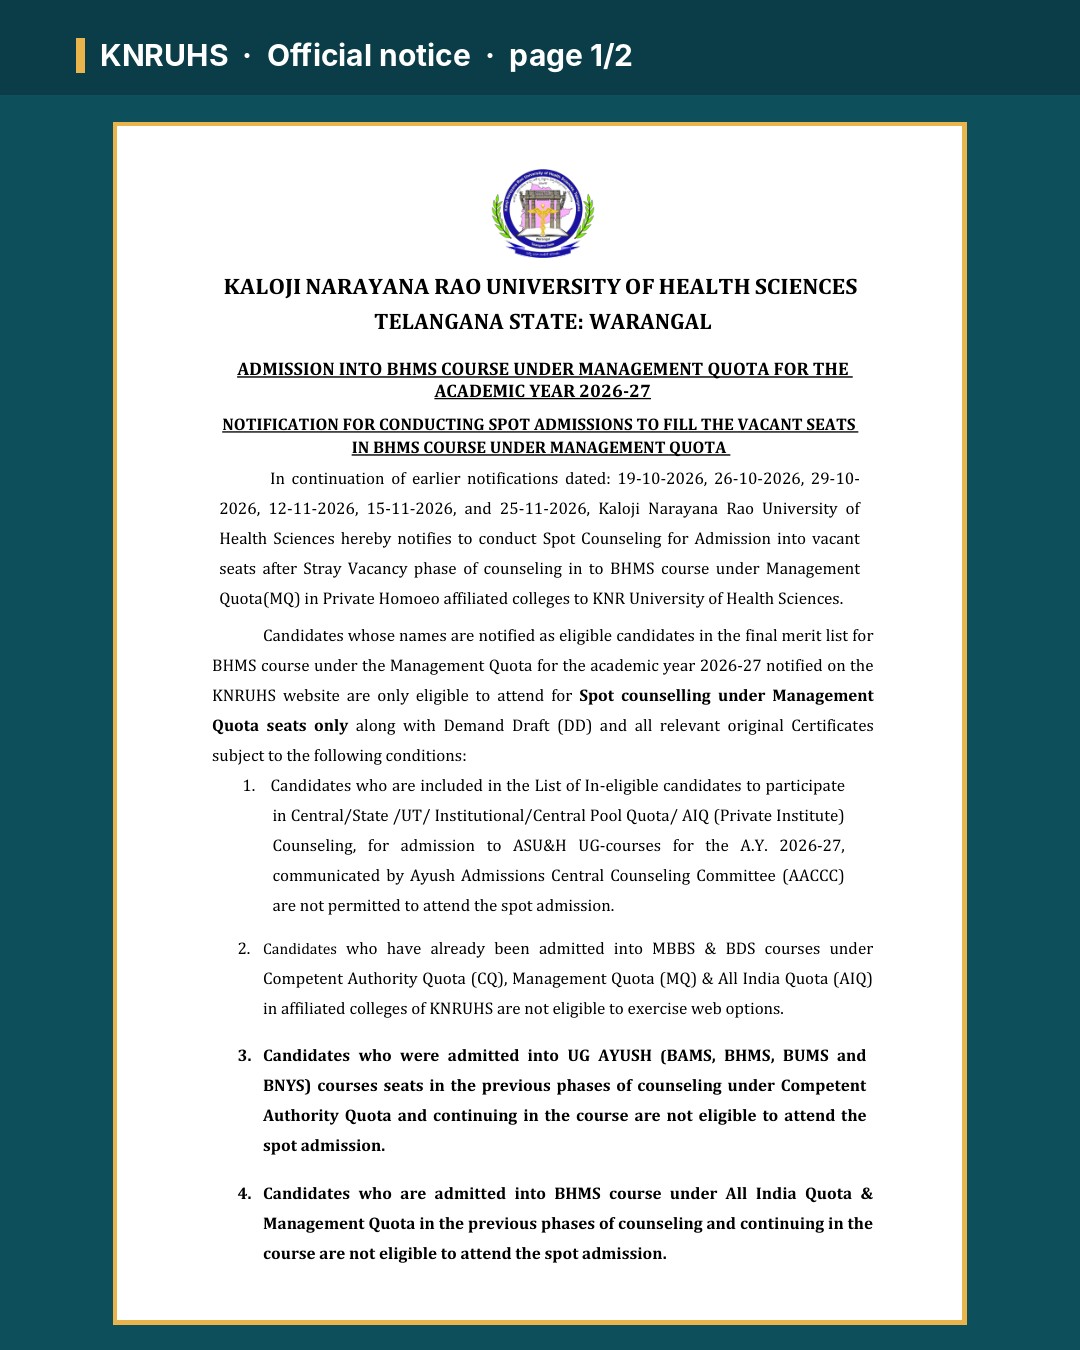 KNRUHS · Official notice · page 1/2
KALOJI NARAYANA RAO UNIVERSITY OF HEALTH SCIENCES
TELANGANA STATE: WARANGAL
ADMISSION INTO BHMS COURSE UNDER MANAGEMENT QUOTA FOR THE
ACADEMIC YEAR 2026-27
NOTIFICATION FOR CONDUCTING SPOT ADMISSIONS TO FILL THE VACANT SEATS
IN BHMS COURSE UNDER MANAGEMENT QUOTA
In continuation of earlier notifications dated: 19-10-2026, 26-10-2026, 29-10-
2026, 12-11-2026, 15-11-2026, and 25-11-2026, Kaloji Narayana Rao University of
Health Sciences hereby notifies to conduct Spot Counseling for Admission into vacant
seats after Stray Vacancy phase of counseling in to BHMS course under Management
Quota(MQ) in Private Homoeo affiliated colleges to KNR University of Health Sciences.
Candidates whose names are notified as eligible candidates in the final merit list for
BHMS course under the Management Quota for the academic year 2026-27 notified on the
KNRUHS website are only eligible to attend for Spot counselling under Management
Quota seats only along with Demand Draft (DD) and all relevant original Certificates
subject to the following conditions:
1. Candidates who are included in the List of In-eligible candidates to participate
in Central/State /UT/ Institutional/Central Pool Quota/ AIQ (Private Institute)
Counseling, for admission to ASU&H UG-courses for the A.Y. 2026-27,
communicated by Ayush Admissions Central Counseling Committee (AACCC)
are not permitted to attend the spot admission.
2. Candidates who have already been admitted into MBBS & BDS courses under
Competent Authority Quota (CQ), Management Quota (MQ) & All India Quota (AIQ)
in affiliated colleges of KNRUHS are not eligible to exercise web options.
3. Candidates who were admitted into UG AYUSH (BAMS, BHMS, BUMS and
BNYS) courses seats in the previous phases of counseling under Competent
Authority Quota and continuing in the course are not eligible to attend the
spot admission.
4. Candidates who are admitted into BHMS course under All India Quota &
Management Quota in the previous phases of counseling and continuing in the
course are not eligible to attend the spot admission.